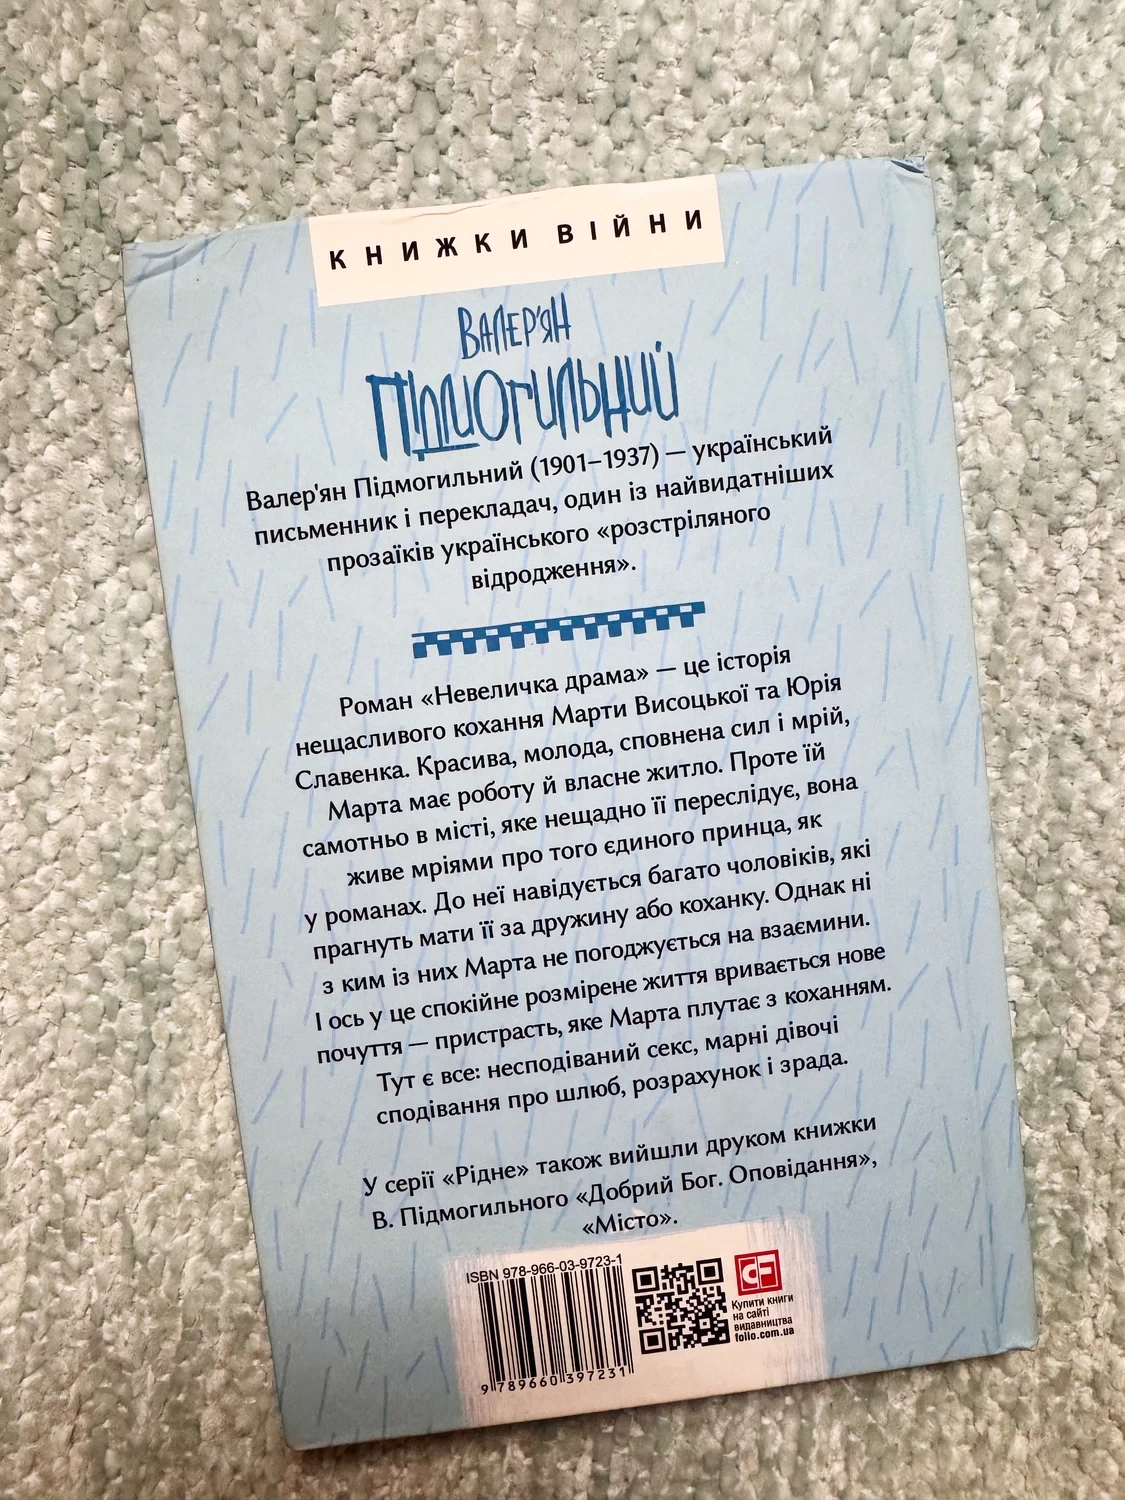 КНИЖКИ ВІЙНИ
ВАЛЕР'ЯН
ПІДМОГИЛЬНИЙ
Валер'ян Підмогильний (1901–1937) — український
письменник і перекладач, один із найвидатніших
прозаїків українського «розстріляного
відродження».
Роман «Невеличка драма» — це історія
нещасливого кохання Марти Висоцької та Юрія
Славенка. Красива, молода, сповнена сил і мрій,
Марта має роботу й власне житло. Проте їй
самотньо в місті, яке нещадно її переслідує, вона
живе мріями про того єдиного принца, як
у романах. До неї навідується багато чоловіків, які
прагнуть мати її за дружину або коханку. Однак ні
з ким із них Марта не погоджується на взаємини.
І ось у це спокійне розмірене життя вривається нове
почуття — пристрасть, яке Марта плутає з коханням.
Тут є все: несподіваний секс, марні дівочі
сподівання про шлюб, розрахунок і зрада.
У серії «Рідне» також вийшли друком книжки
В. Підмогильного «Добрий Бог. Оповідання»,
«Місто».
ISBN 978-966-03-9723-1
9 789660 397231
CF
Купити книги
на сайті
видавництва
folio.com.ua